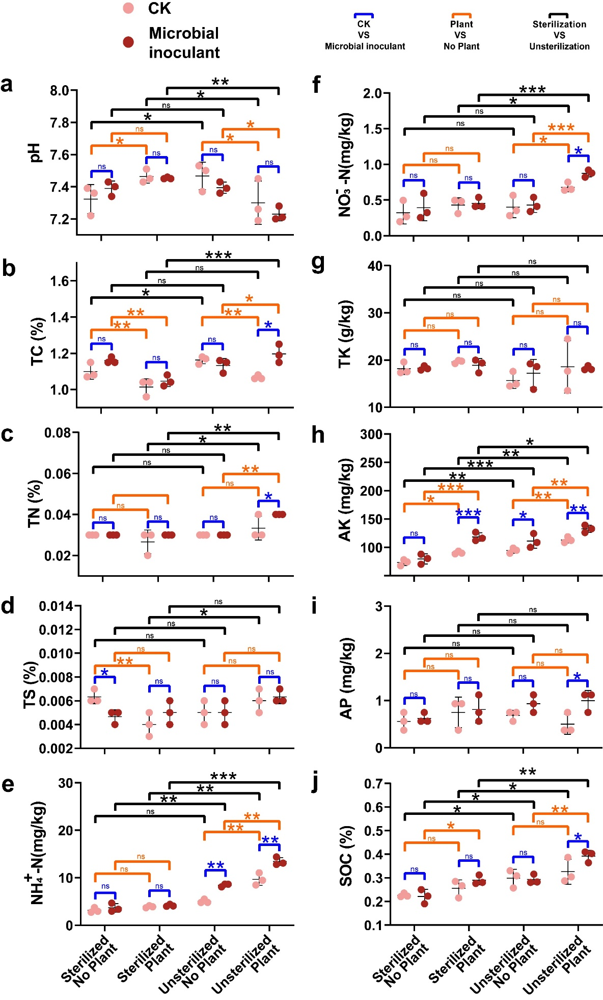 CK
Microbial
inoculant
CK
VS
Microbial inoculant
Plant
VS
No Plant
Sterilization
VS
Unsterilization
a
pH
8.0
7.8
7.6
7.4
7.2
**
*
ns
*
ns
*
*
*
ns
ns
ns
ns
b
TC (%)
1.6
1.4
1.2
1.0
***
ns
ns
*
*
**
**
**
*
ns
ns
ns
c
TN (%)
0.08
0.06
0.04
0.02
**
*
ns
ns
**
ns
ns
*
ns
ns
ns
d
TS (%)
0.014
0.012
0.010
0.008
0.006
0.004
0.002
ns
*
ns
ns
ns
ns
**
ns
*
ns
ns
ns
e
NH₄⁺-N(mg/kg)
30
20
10
0
***
**
**
ns
**
**
**
**
ns
ns
ns
ns
Sterilized
No Plant
Sterilized
Plant
Unsterilized
No Plant
Unsterilized
Plant
f
NO₃⁻-N(mg/kg)
2.0
1.5
1.0
0.5
0.0
***
*
ns
ns
***
*
ns
*
ns
ns
ns
ns
g
TK (g/kg)
40
30
20
10
ns
ns
ns
ns
ns
ns
ns
ns
ns
ns
ns
ns
h
AK (mg/kg)
300
250
200
150
100
*
**
***
**
**
***
**
*
***
*
**
ns
i
AP (mg/kg)
3
2
1
0
ns
ns
ns
ns
ns
ns
ns
ns
ns
ns
*
ns
j
SOC (%)
0.7
0.6
0.5
0.4
0.3
0.2
0.1
**
*
*
*
**
*
ns
ns
*
ns
ns
ns
Sterilized
No Plant
Sterilized
Plant
Unsterilized
No Plant
Unsterilized
Plant